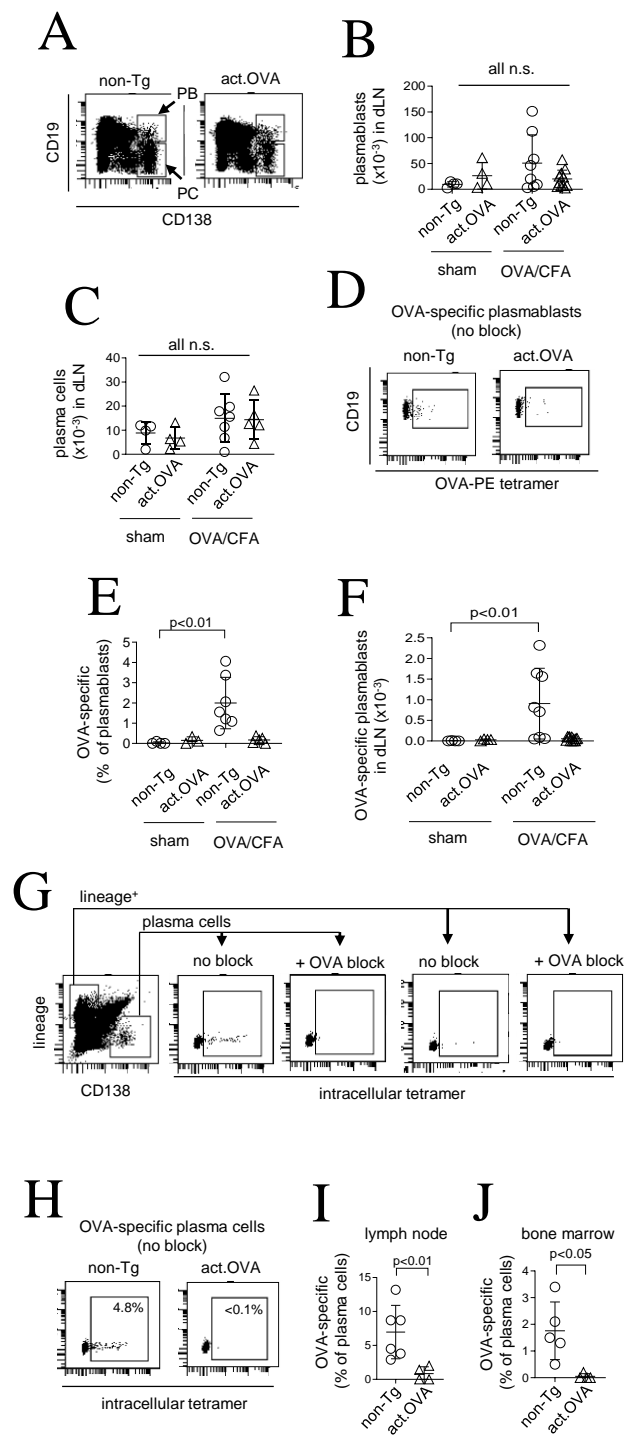 A
non-Tg
act.OVA
PB
CD19
PC
CD138
B
all n.s.
plasmablasts
(x10-3) in dLN
200
150
100
50
0
non-Tg
act.OVA
non-Tg
act.OVA
sham
OVA/CFA
C
all n.s.
plasma cells
(x10-3) in dLN
40
30
20
10
0
non-Tg
act.OVA
non-Tg
act.OVA
sham
OVA/CFA
D
OVA-specific plasmablasts
(no block)
non-Tg
act.OVA
CD19
OVA-PE tetramer
E
p<0.01
OVA-specific
(% of plasmablasts)
5
4
3
2
1
0
non-Tg
act.OVA
non-Tg
act.OVA
sham
OVA/CFA
F
p<0.01
OVA-specific plasmablasts
in dLN (x10-3)
2.5
2.0
1.5
1.0
0.5
0.0
non-Tg
act.OVA
non-Tg
act.OVA
sham
OVA/CFA
G
lineage+
plasma cells
no block
+ OVA block
no block
+ OVA block
lineage
CD138
intracellular tetramer
H
OVA-specific plasma cells
(no block)
non-Tg
act.OVA
4.8%
<0.1%
intracellular tetramer
I
lymph node
p<0.01
OVA-specific
(% of plasma cells)
15
10
5
0
non-Tg
act.OVA
J
bone marrow
p<0.05
OVA-specific
(% of plasma cells)
4
3
2
1
0
non-Tg
act.OVA